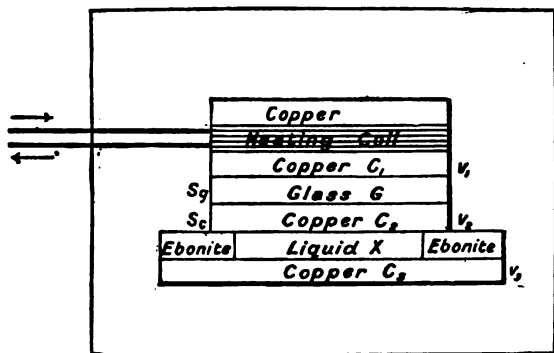 Copper
Heating Coil
Copper C₁ V₁
Sg Glass G
Sc Copper C₂ V₂
Ebonite Liquid X Ebonite
Copper C₃ V₃